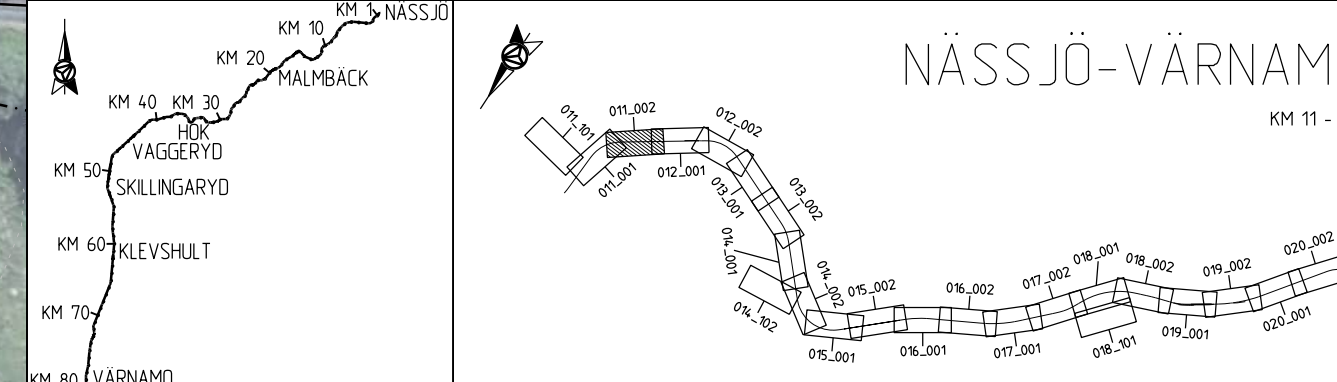 KM 1
NÄSSJÖ
KM 10
KM 20
MALMBÄCK
KM 40
KM 30
HOK
VAGGERYD
KM 50
SKILLINGARYD
KM 60
KLEVSHULT
KM 70
KM 80
VÄRNAMO
NÄSSJÖ-VÄRNAM
KM 11 -
011_101
011_002
011_001
012_001
012_002
013_001
013_002
014_001
014_002
014_102
015_002
015_001
016_002
016_001
017_002
017_001
018_001
018_002
018_101
019_002
019_001
020_002
020_001